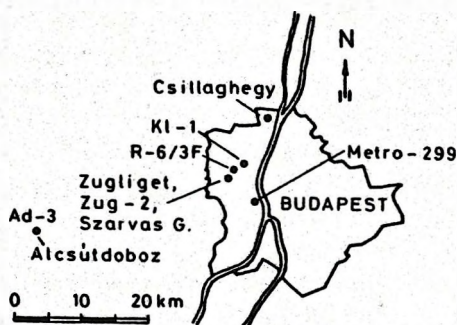 N
Csillaghegy
Kl-1
R-6/3F
Metro-299
Zugliget,
Zug-2,
Szarvas G.
BUDAPEST
Ad-3
Alcsútdoboz
0 10 20 km